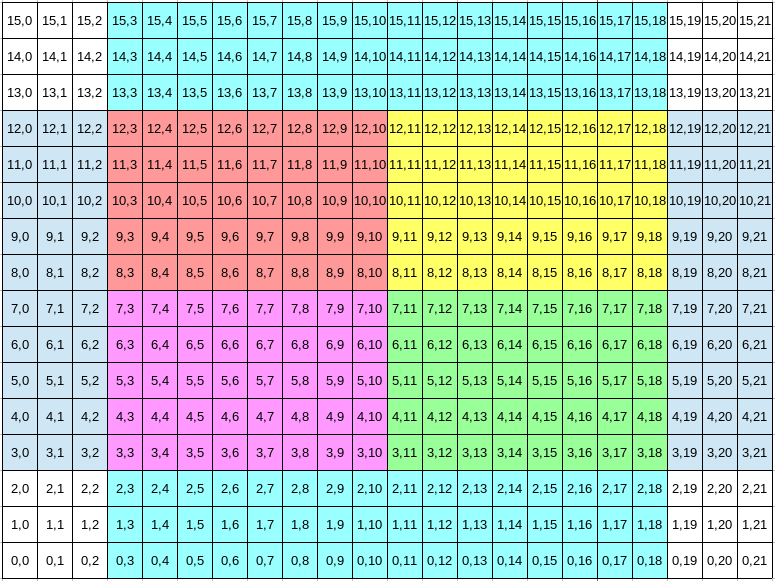 15,0 15,1 15,2 15,3 15,4 15,5 15,6 15,7 15,8 15,9 15,10 15,11 15,12 15,13 15,14 15,15 15,16 15,17 15,18 15,19 15,20 15,21
14,0 14,1 14,2 14,3 14,4 14,5 14,6 14,7 14,8 14,9 14,10 14,11 14,12 14,13 14,14 14,15 14,16 14,17 14,18 14,19 14,20 14,21
13,0 13,1 13,2 13,3 13,4 13,5 13,6 13,7 13,8 13,9 13,10 13,11 13,12 13,13 13,14 13,15 13,16 13,17 13,18 13,19 13,20 13,21
12,0 12,1 12,2 12,3 12,4 12,5 12,6 12,7 12,8 12,9 12,10 12,11 12,12 12,13 12,14 12,15 12,16 12,17 12,18 12,19 12,20 12,21
11,0 11,1 11,2 11,3 11,4 11,5 11,6 11,7 11,8 11,9 11,10 11,11 11,12 11,13 11,14 11,15 11,16 11,17 11,18 11,19 11,20 11,21
10,0 10,1 10,2 10,3 10,4 10,5 10,6 10,7 10,8 10,9 10,10 10,11 10,12 10,13 10,14 10,15 10,16 10,17 10,18 10,19 10,20 10,21
9,0 9,1 9,2 9,3 9,4 9,5 9,6 9,7 9,8 9,9 9,10 9,11 9,12 9,13 9,14 9,15 9,16 9,17 9,18 9,19 9,20 9,21
8,0 8,1 8,2 8,3 8,4 8,5 8,6 8,7 8,8 8,9 8,10 8,11 8,12 8,13 8,14 8,15 8,16 8,17 8,18 8,19 8,20 8,21
7,0 7,1 7,2 7,3 7,4 7,5 7,6 7,7 7,8 7,9 7,10 7,11 7,12 7,13 7,14 7,15 7,16 7,17 7,18 7,19 7,20 7,21
6,0 6,1 6,2 6,3 6,4 6,5 6,6 6,7 6,8 6,9 6,10 6,11 6,12 6,13 6,14 6,15 6,16 6,17 6,18 6,19 6,20 6,21
5,0 5,1 5,2 5,3 5,4 5,5 5,6 5,7 5,8 5,9 5,10 5,11 5,12 5,13 5,14 5,15 5,16 5,17 5,18 5,19 5,20 5,21
4,0 4,1 4,2 4,3 4,4 4,5 4,6 4,7 4,8 4,9 4,10 4,11 4,12 4,13 4,14 4,15 4,16 4,17 4,18 4,19 4,20 4,21
3,0 3,1 3,2 3,3 3,4 3,5 3,6 3,7 3,8 3,9 3,10 3,11 3,12 3,13 3,14 3,15 3,16 3,17 3,18 3,19 3,20 3,21
2,0 2,1 2,2 2,3 2,4 2,5 2,6 2,7 2,8 2,9 2,10 2,11 2,12 2,13 2,14 2,15 2,16 2,17 2,18 2,19 2,20 2,21
1,0 1,1 1,2 1,3 1,4 1,5 1,6 1,7 1,8 1,9 1,10 1,11 1,12 1,13 1,14 1,15 1,16 1,17 1,18 1,19 1,20 1,21
0,0 0,1 0,2 0,3 0,4 0,5 0,6 0,7 0,8 0,9 0,10 0,11 0,12 0,13 0,14 0,15 0,16 0,17 0,18 0,19 0,20 0,21